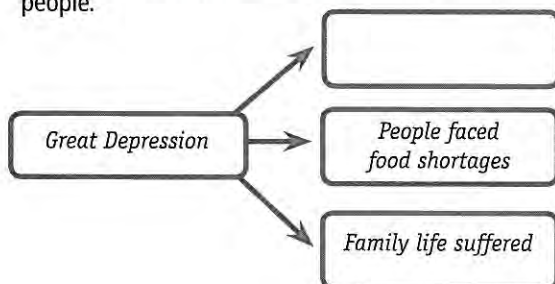 people.
Great Depression
People faced
food shortages
Family life suffered